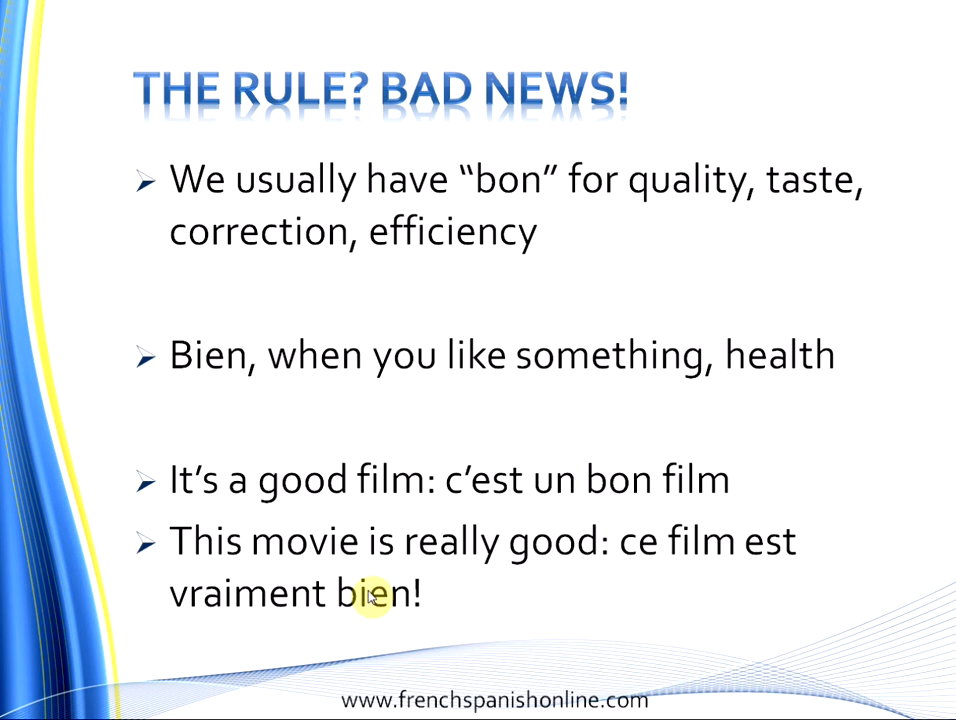 THE RULE? BAD NEWS!
We usually have “bon” for quality, taste,
correction, efficiency
Bien, when you like something, health
It’s a good film: c’est un bon film
This movie is really good: ce film est
vraiment bien!
www.frenchspanishonline.com